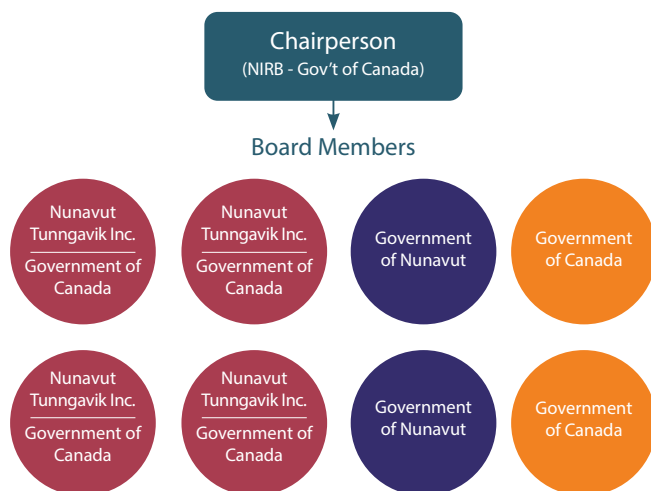 Chairperson
(NIRB - Gov't of Canada)
Board Members
Nunavut
Tunngavik Inc.
Government of
Canada
Nunavut
Tunngavik Inc.
Government of
Canada
Government
of Nunavut
Government
of Canada
Nunavut
Tunngavik Inc.
Government of
Canada
Nunavut
Tunngavik Inc.
Government of
Canada
Government
of Nunavut
Government
of Canada